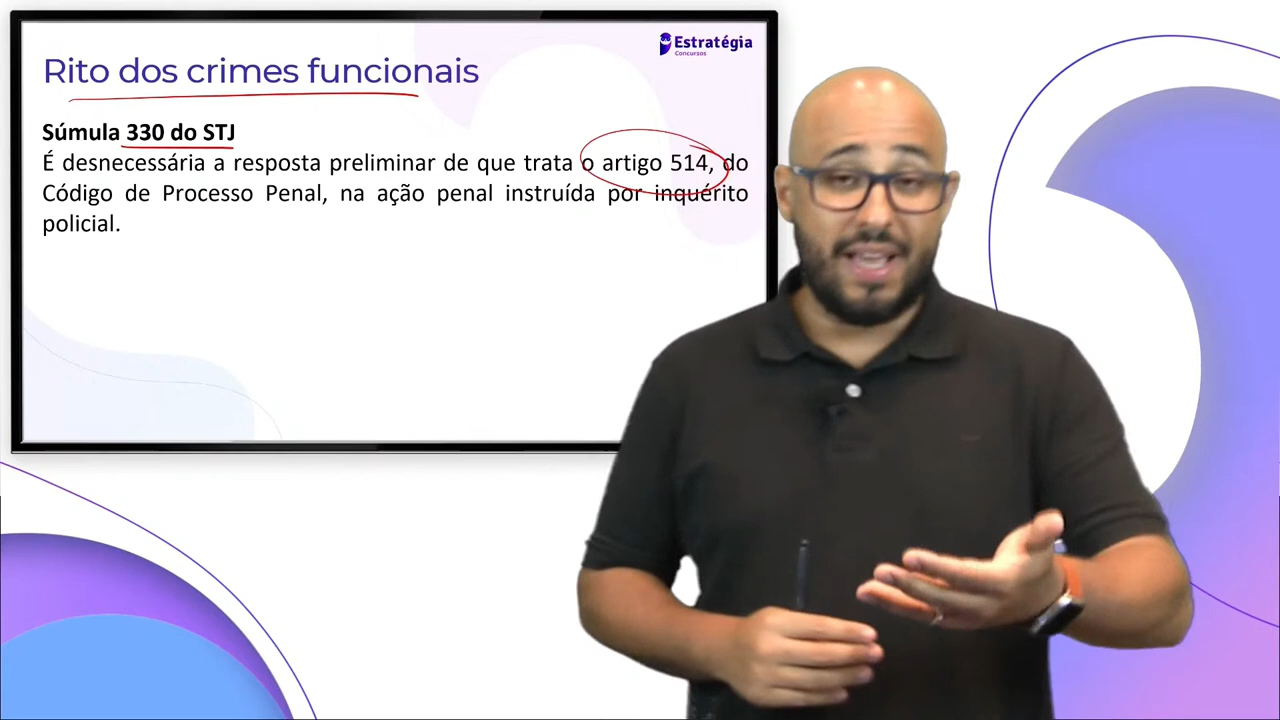 Estratégia
Concursos
Rito dos crimes funcionais
Súmula 330 do STJ
É desnecessária a resposta preliminar de que trata o artigo 514, do
Código de Processo Penal, na ação penal instruída por inquérito
policial.